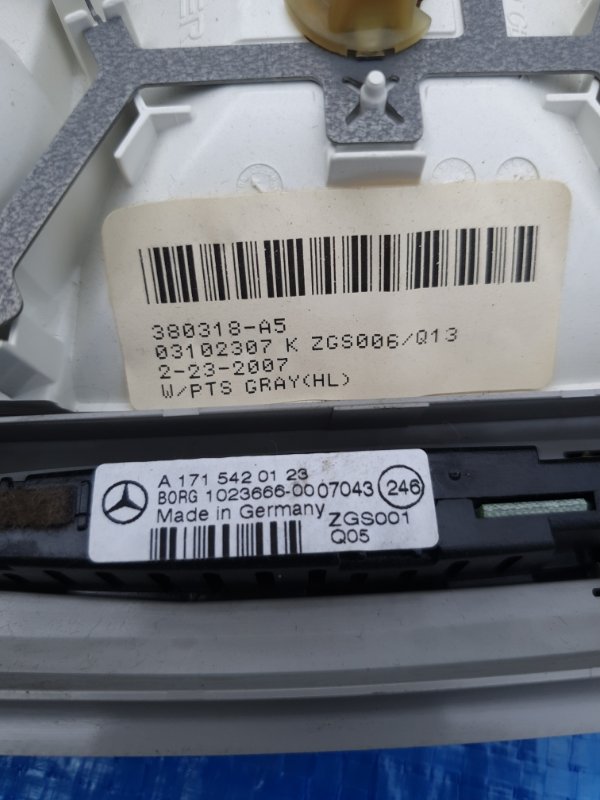 380318-A5
03102307 K ZGS006/Q13
2-23-2007
W/PTS GRAY(HL)
A 171 542 01 23
BORG 1023666-00 07043 246
Made in Germany ZGS001
Q05